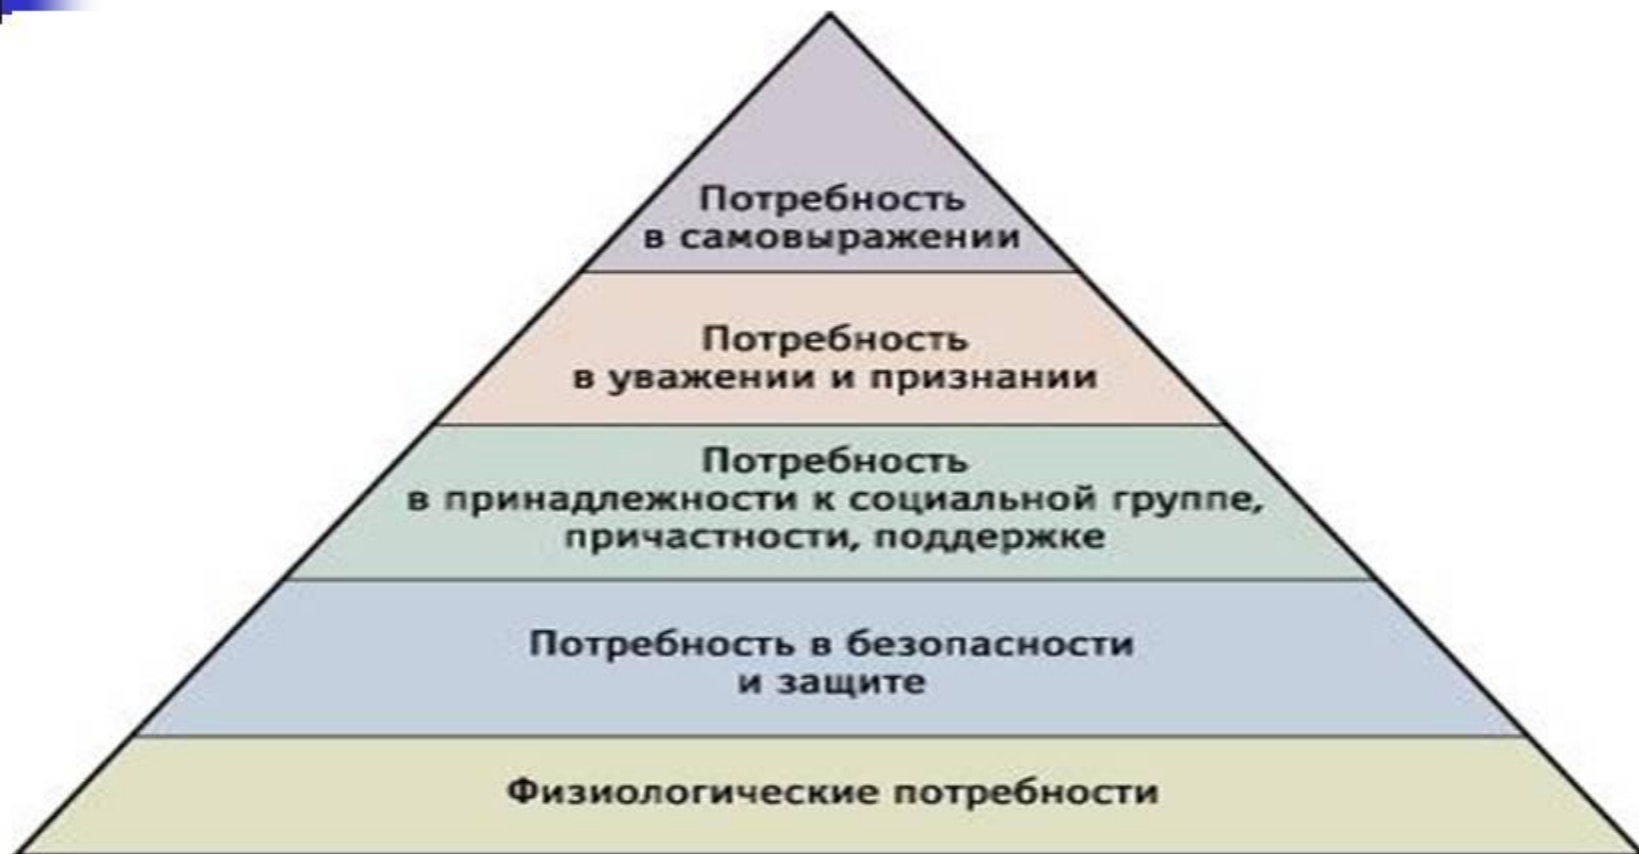 Потребность
в самовыражении
Потребность
в уважении и признании
Потребность
в принадлежности к социальной группе,
причастности, поддержке
Потребность в безопасности
и защите
Физиологические потребности